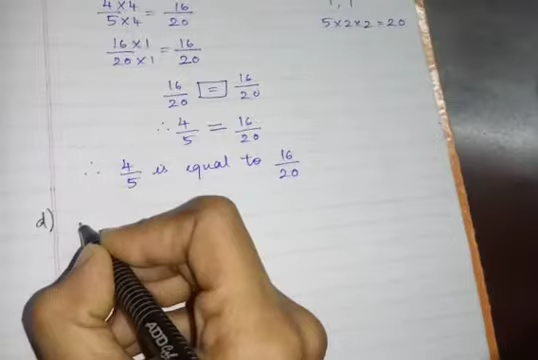 4 × 4 / 5 × 4 = 16 / 20
5 × 2 × 2 = 20
16 × 1 / 20 × 1 = 16 / 20
16 / 20 = 16 / 20
∴ 4 / 5 = 16 / 20
∴ 4 / 5 is equal to 16 / 20
d)